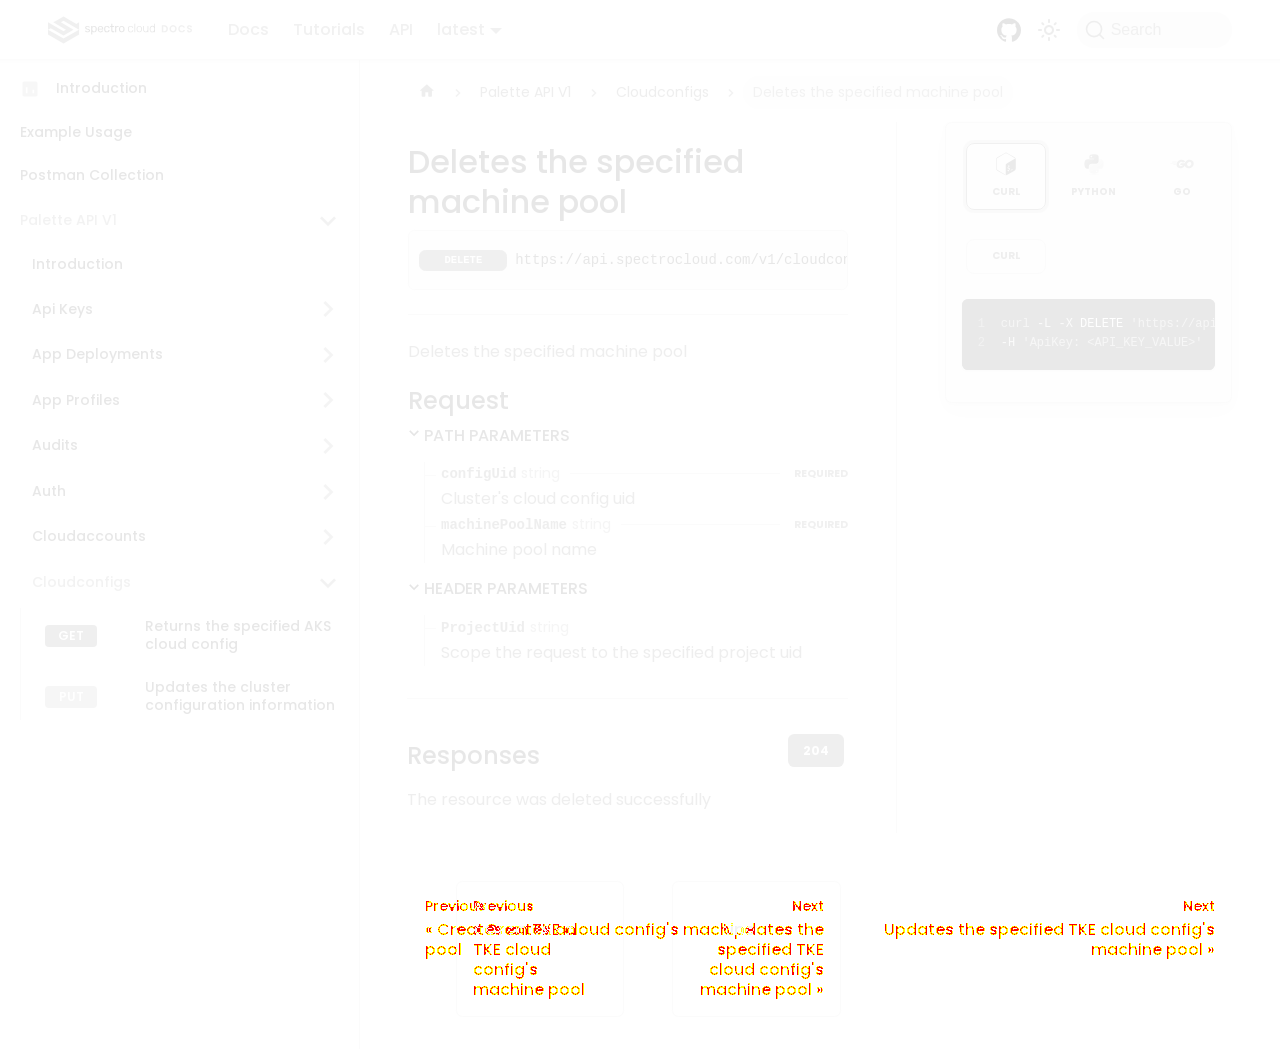 spectro cloud DOCS
Docs
Tutorials
API
latest
Search
Introduction
Example Usage
Postman Collection
Palette API V1
Introduction
Api Keys
App Deployments
App Profiles
Audits
Auth
Cloudaccounts
Cloudconfigs
GET
Returns the specified AKS
cloud config
PUT
Updates the cluster
configuration information
Palette API V1
Cloudconfigs
Deletes the specified machine pool
Deletes the specified
machine pool
DELETE
https://api.spectrocloud.com/v1/cloudcon
Deletes the specified machine pool
Request
PATH PARAMETERS
configUid string
REQUIRED
Cluster's cloud config uid
machinePoolName string
REQUIRED
Machine pool name
HEADER PARAMETERS
ProjectUid string
Scope the request to the specified project uid
Responses
204
The resource was deleted successfully
CURL
PYTHON
GO
CURL
1 curl -L -X DELETE 'https://api
2 -H 'ApiKey: <API_KEY_VALUE>'
Previous
Previous
TKE cloud
config's
machine pool
pool
Next
specified TKE
cloud config's
machine pool »
Next
Updates the specified TKE cloud config's
machine pool »